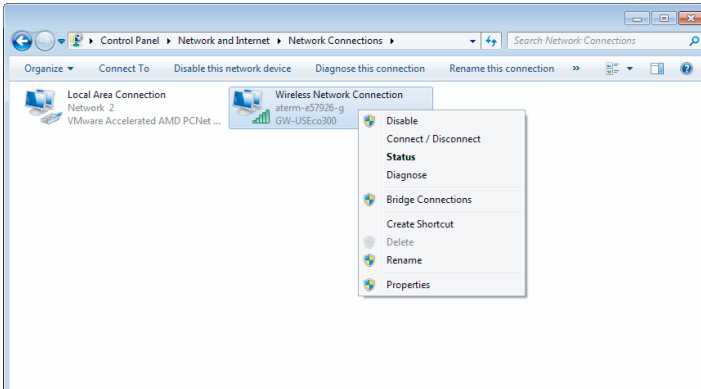 Control Panel ▸ Network and Internet ▸ Network Connections ▸
Search Network Connections
Organize ▾ Connect To Disable this network device Diagnose this connection Rename this connection »
Local Area Connection
Network 2
VMware Accelerated AMD PCNet ...
Wireless Network Connection
aterm-e57926-g
GW-USEco300
Disable
Connect / Disconnect
Status
Diagnose
Bridge Connections
Create Shortcut
Delete
Rename
Properties